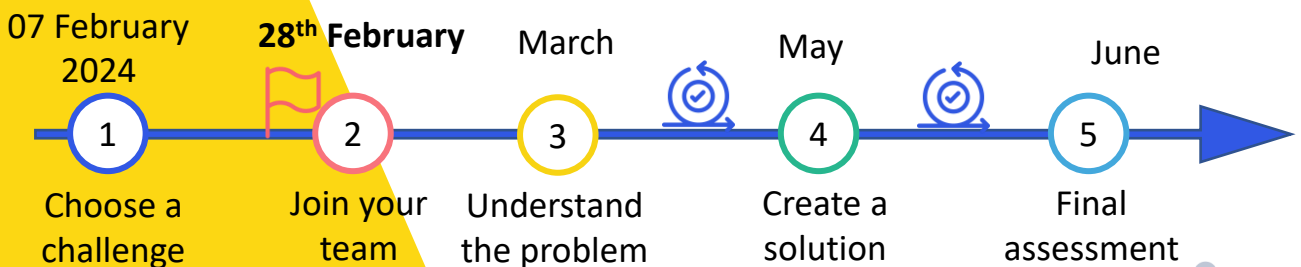 07 February
2024
28th February
March
May
June
1
2
3
4
5
Choose a
challenge
Join your
team
Understand
the problem
Create a
solution
Final
assessment